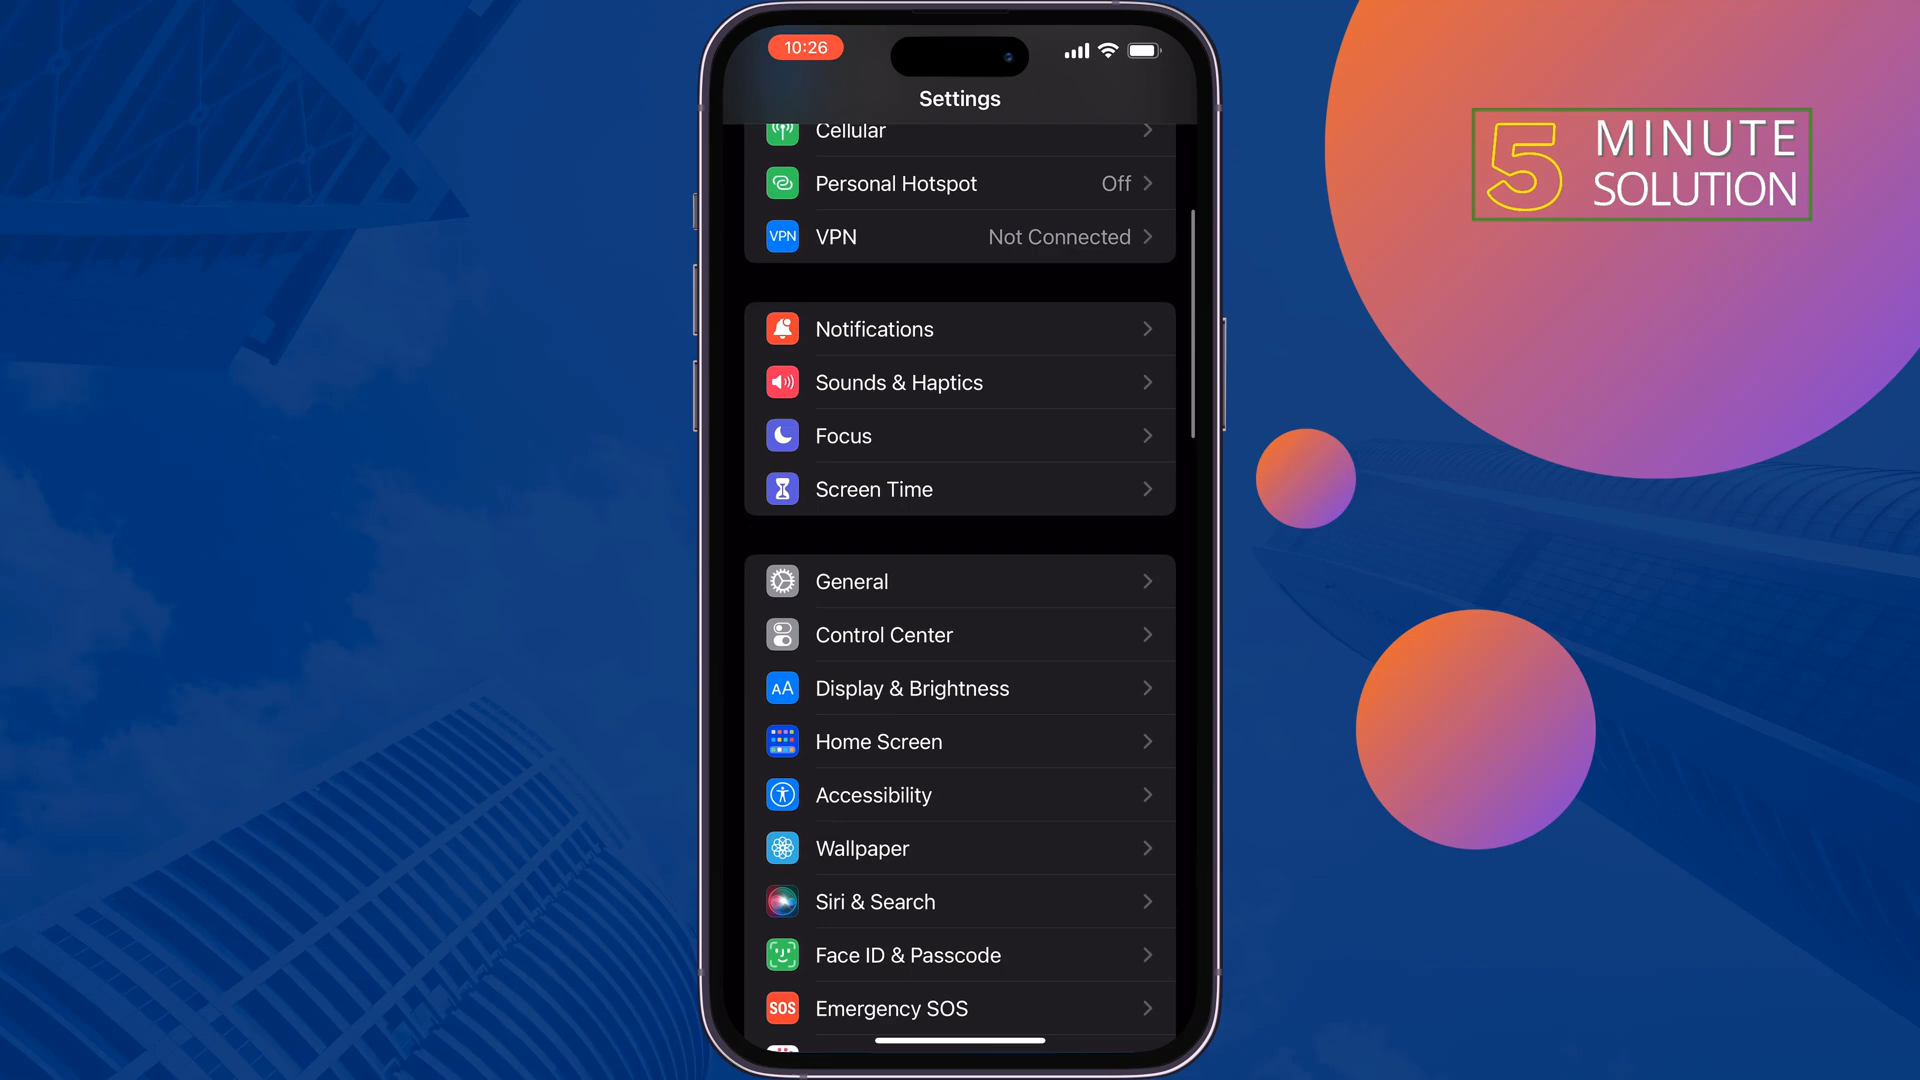 10:26
Settings
Cellular
Personal Hotspot Off
VPN VPN Not Connected
Notifications
Sounds & Haptics
Focus
Screen Time
General
Control Center
AA Display & Brightness
Home Screen
Accessibility
Wallpaper
Siri & Search
Face ID & Passcode
SOS Emergency SOS
5 MINUTE
SOLUTION